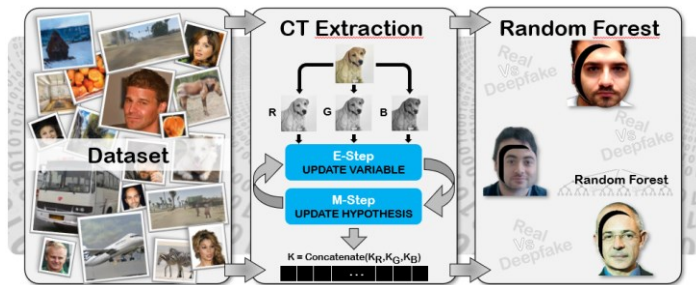 Dataset
CT Extraction
R
G
B
E-Step
UPDATE VARIABLE
M-Step
UPDATE HYPOTHESIS
K = Concatenate(KR,KG,KB)
...
Random Forest
Real
Vs
Deepfake
Real
Vs
Deepfake
Random Forest
Real
Vs
Deepfake